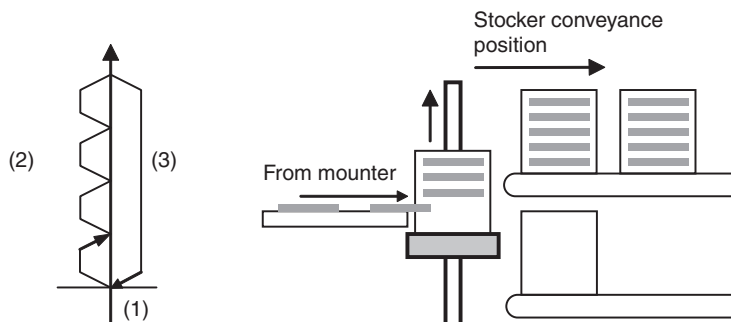 Stocker conveyance
position
(2)
(3)
From mounter
(1)